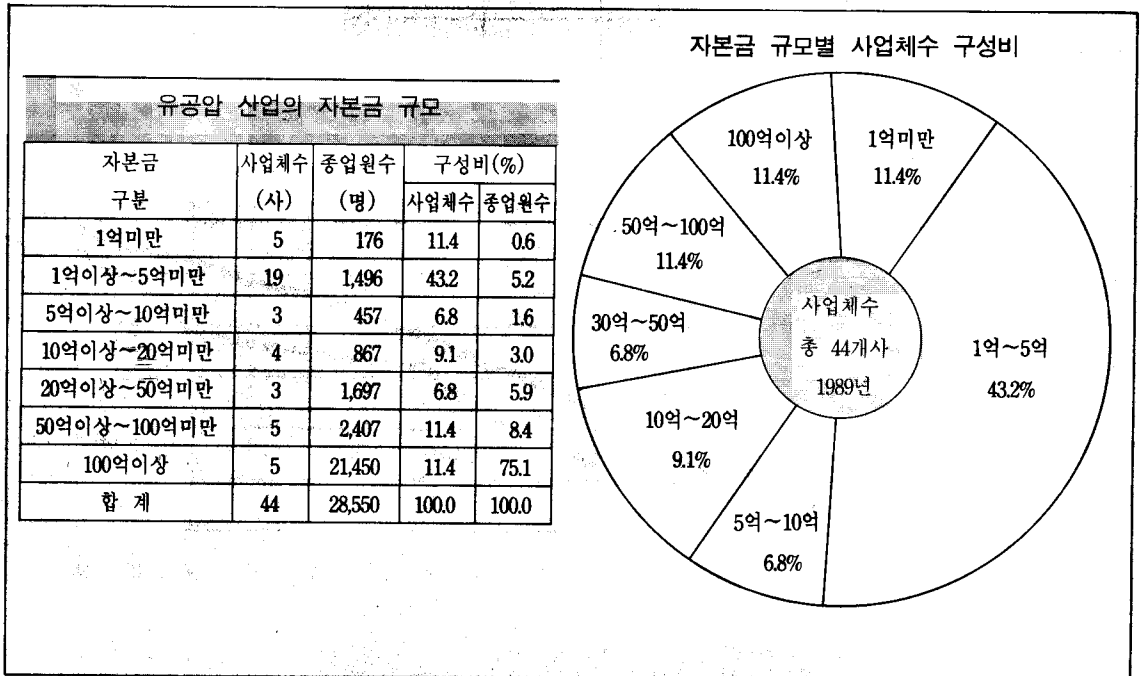 유공압 산업의 자본금 규모
자본금 구분 사업체수 (사) 종업원수 (명) 구성비(%)
사업체수 종업원수
1억미만 5 176 11.4 0.6
1억이상~5억미만 19 1,496 43.2 5.2
5억이상~10억미만 3 457 6.8 1.6
10억이상~20억미만 4 867 9.1 3.0
20억이상~50억미만 3 1,697 6.8 5.9
50억이상~100억미만 5 2,407 11.4 8.4
100억이상 5 21,450 11.4 75.1
합 계 44 28,550 100.0 100.0
자본금 규모별 사업체수 구성비
100억이상
11.4%
1억미만
11.4%
50억~100억
11.4%
30억~50억
6.8%
사업체수
총 44개사
1989년
1억~5억
43.2%
10억~20억
9.1%
5억~10억
6.8%